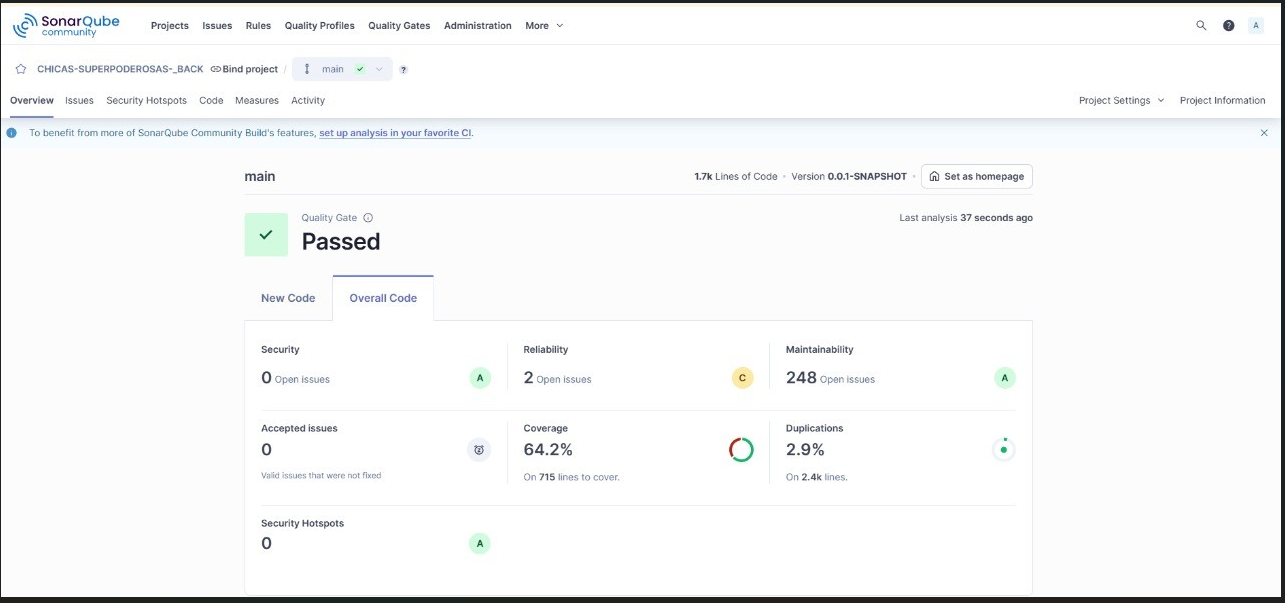 SonarQube community Projects Issues Rules Quality Profiles Quality Gates Administration More ? A
CHICAS-SUPERPODEROSAS-_BACK Bind project / main ?
Overview Issues Security Hotspots Code Measures Activity Project Settings Project Information
To benefit from more of SonarQube Community Build's features, set up analysis in your favorite CI.
main 1.7k Lines of Code • Version 0.0.1-SNAPSHOT • Set as homepage
Quality Gate Last analysis 37 seconds ago
Passed
New Code Overall Code
Security Reliability Maintainability
0 Open issues A 2 Open issues C 248 Open issues A
Accepted issues Coverage Duplications
0 64.2% 2.9%
Valid issues that were not fixed On 715 lines to cover. On 2.4k lines.
Security Hotspots
0 A